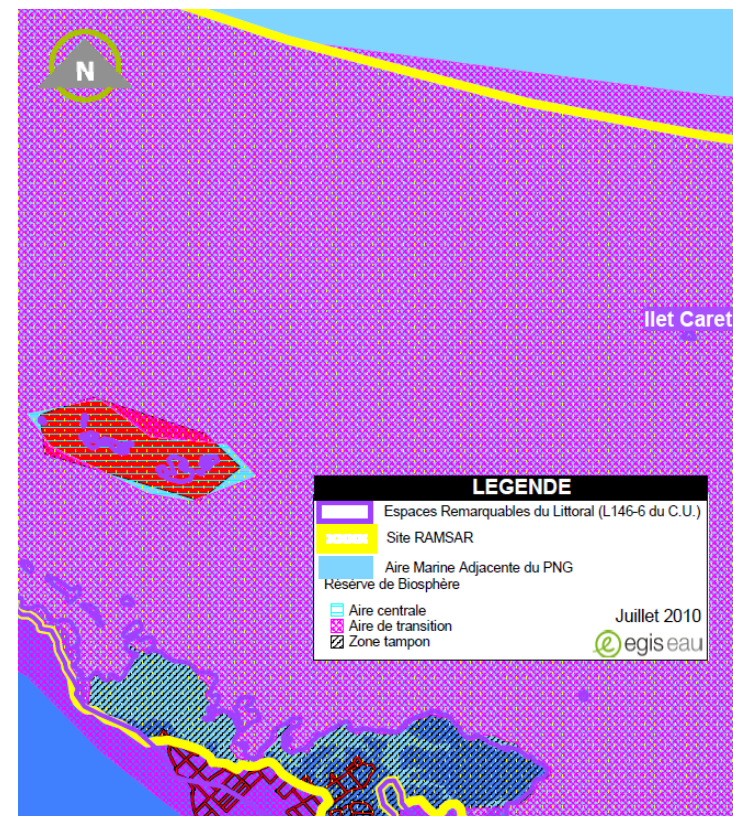 N
Ilet Caret
LEGENDE
Espaces Remarquables du Littoral (L146-6 du C.U.)
Site RAMSAR
Aire Marine Adjacente du PNG
Réserve de Biosphère
Aire centrale
Aire de transition
Zone tampon
Juillet 2010
e egis eau